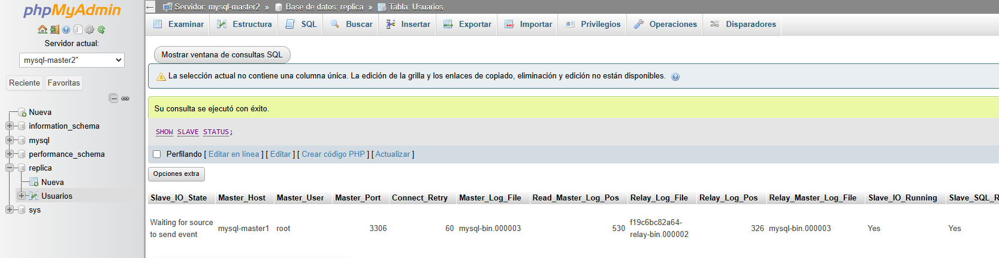 phpMyAdmin
Servidor actual:
mysql-master2"
Reciente Favoritas
Nueva
information_schema
mysql
performance_schema
replica
Nueva
Usuarios
sys
Servidor: mysql-master2 » Base de datos: replica » Tabla: Usuarios
Examinar Estructura SQL Buscar Insertar Exportar Importar Privilegios Operaciones Disparadores
Mostrar ventana de consultas SQL
La selección actual no contiene una columna única. La edición de la grilla y los enlaces de copiado, eliminación y edición no están disponibles.
Su consulta se ejecutó con éxito.
SHOW SLAVE STATUS;
Perfilando [ Editar en línea ] [ Editar ] [ Crear código PHP ] [ Actualizar ]
Opciones extra
Slave_IO_State Master_Host Master_User Master_Port Connect_Retry Master_Log_File Read_Master_Log_Pos Relay_Log_File Relay_Log_Pos Relay_Master_Log_File Slave_IO_Running Slave_SQL_R
Waiting for source to send event mysql-master1 root 3306 60 mysql-bin.000003 530 f19c6bc82a64-relay-bin.000002 326 mysql-bin.000003 Yes Yes